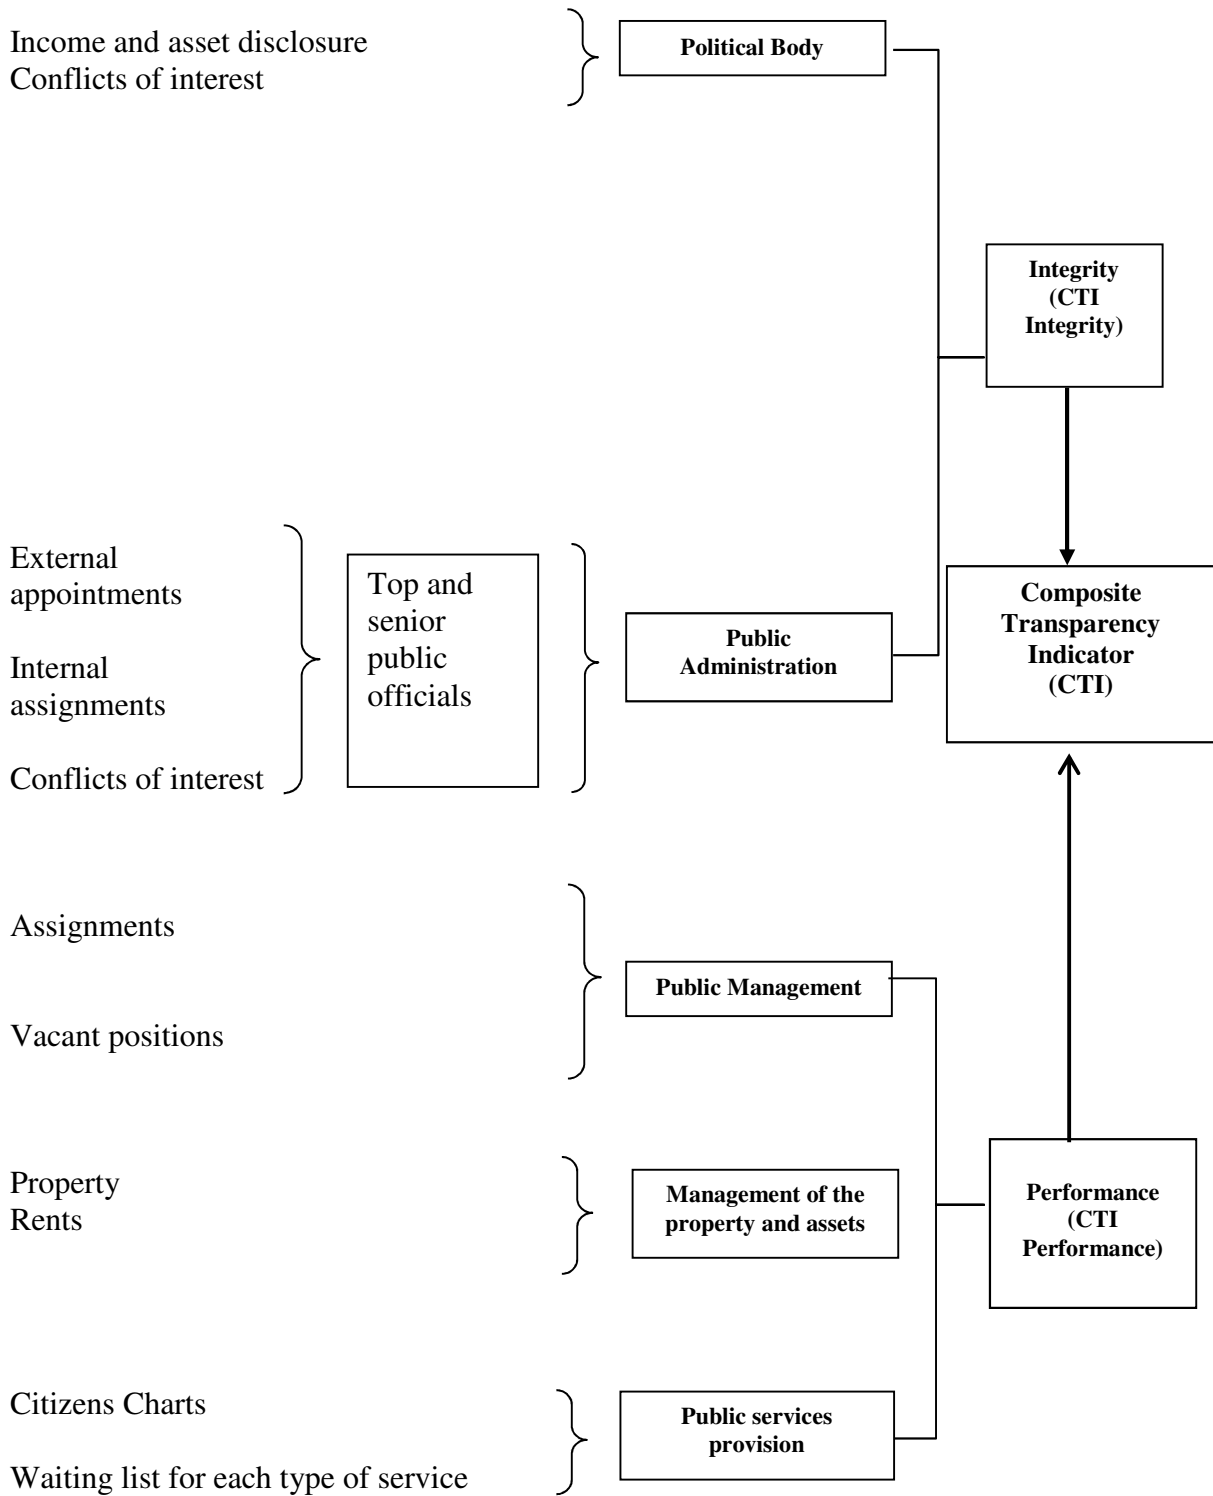 Income and asset disclosure
Conflicts of interest
Political Body
Integrity
(CTI
Integrity)
External
appointments
Internal
assignments
Conflicts of interest
Top and
senior
public
officials
Public
Administration
Composite
Transparency
Indicator
(CTI)
Assignments
Vacant positions
Public Management
Property
Rents
Management of the
property and assets
Performance
(CTI
Performance)
Citizens Charts
Waiting list for each type of service
Public services
provision